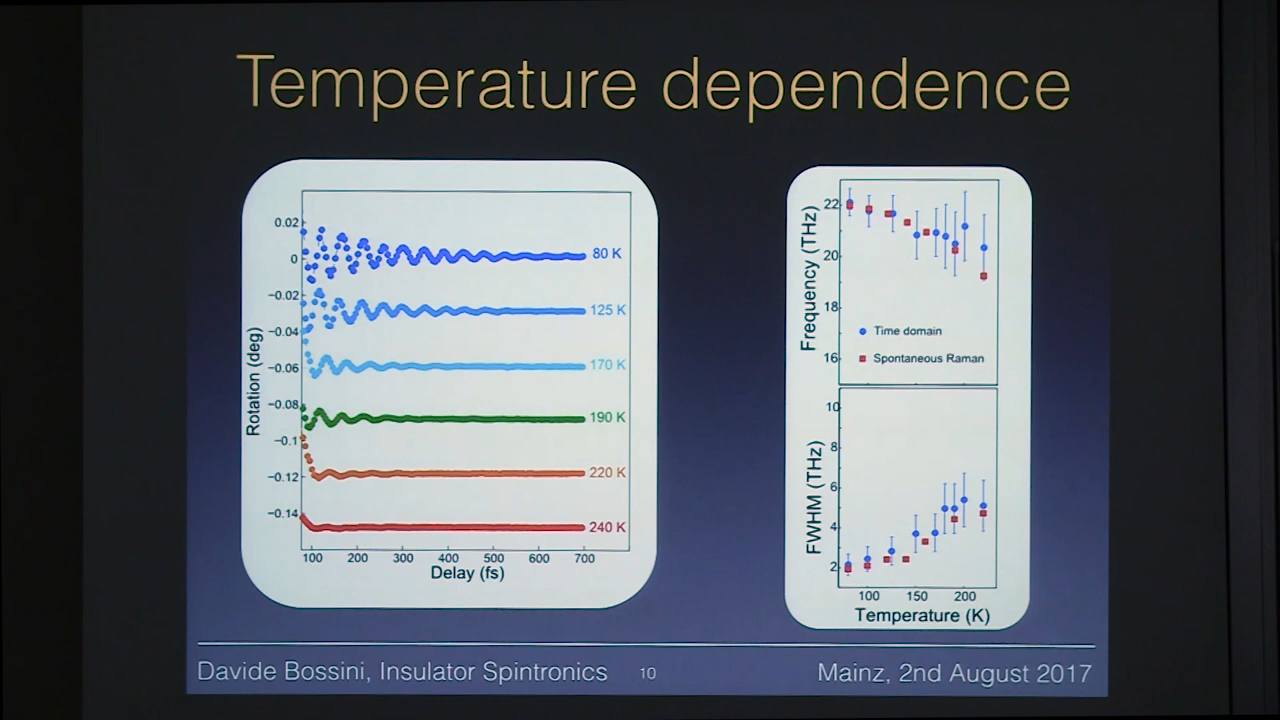 Temperature dependence
Rotation (deg)
0.02
0
−0.02
−0.04
−0.06
−0.08
−0.1
−0.12
−0.14
80 K
125 K
170 K
190 K
220 K
240 K
100 200 300 400 500 600 700
Delay (fs)
Frequency (THz)
22
20
18
16
Time domain
Spontaneous Raman
FWHM (THz)
10
8
6
4
2
100 150 200
Temperature (K)
Davide Bossini, Insulator Spintronics 10 Mainz, 2nd August 2017